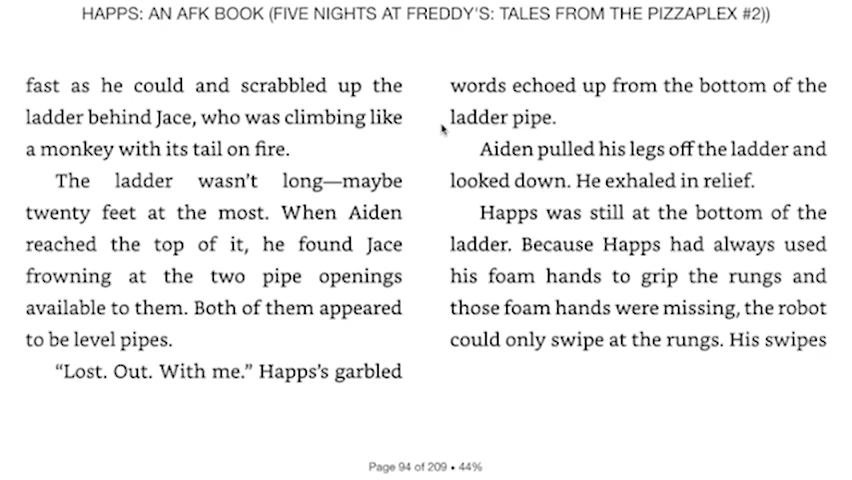 HAPPS: AN AFK BOOK (FIVE NIGHTS AT FREDDY'S: TALES FROM THE PIZZAPLEX #2))
fast as he could and scrabbled up the
ladder behind Jace, who was climbing like
a monkey with its tail on fire.
The ladder wasn't long—maybe
twenty feet at the most. When Aiden
reached the top of it, he found Jace
frowning at the two pipe openings
available to them. Both of them appeared
to be level pipes.
“Lost. Out. With me.” Happs's garbled
words echoed up from the bottom of the
ladder pipe.
Aiden pulled his legs off the ladder and
looked down. He exhaled in relief.
Happs was still at the bottom of the
ladder. Because Happs had always used
his foam hands to grip the rungs and
those foam hands were missing, the robot
could only swipe at the rungs. His swipes
Page 94 of 209 • 44%